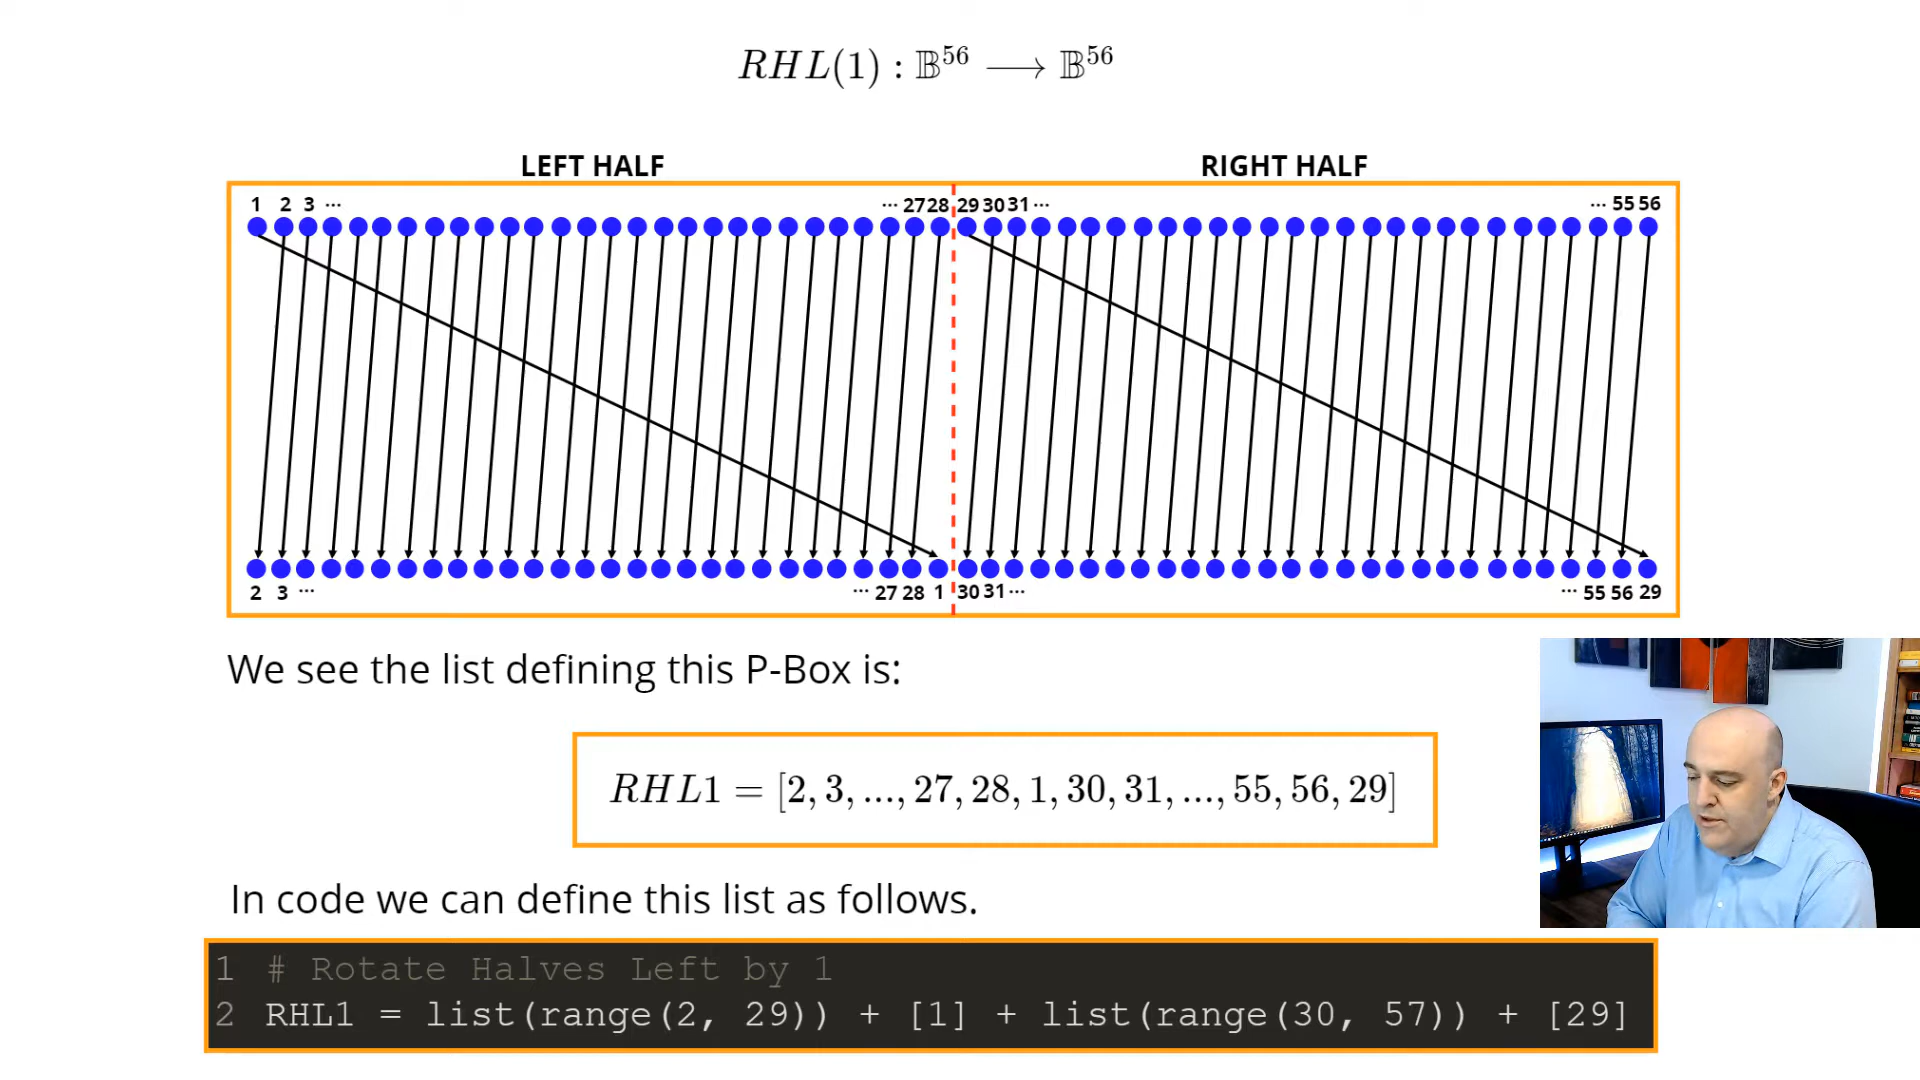 RHL(1) : 𝔹^56 ⟶ 𝔹^56
LEFT HALF RIGHT HALF
1 2 3 ... ... 27 28 29 30 31 ... ... 55 56
2 3 ... ... 27 28 1 30 31 ... ... 55 56 29
We see the list defining this P-Box is:
RHL1 = [2, 3, ..., 27, 28, 1, 30, 31, ..., 55, 56, 29]
In code we can define this list as follows.
1 # Rotate Halves Left by 1
2 RHL1 = list(range(2, 29)) + [1] + list(range(30, 57)) + [29]